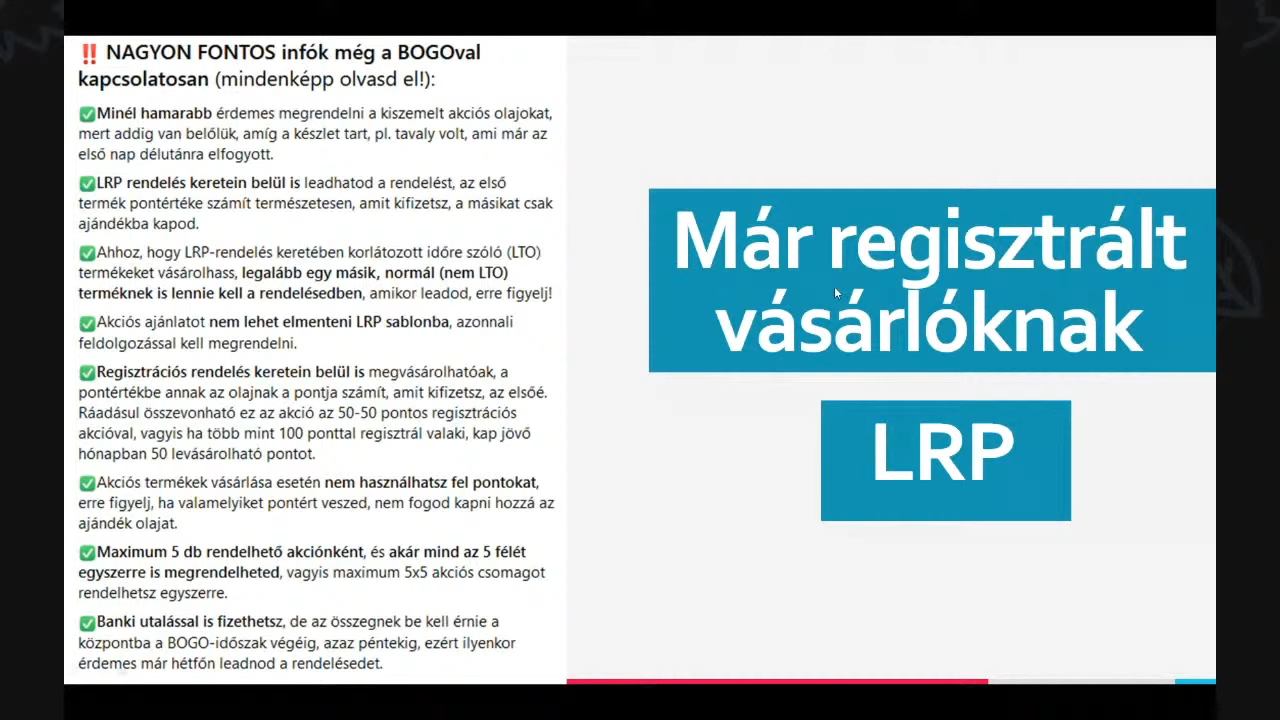 ‼️ NAGYON FONTOS infók még a BOGOval
kapcsolatosan (mindenképp olvasd el!):
✅Minél hamarabb érdemes megrendelni a kiszemelt akciós olajokat,
mert addig van belőlük, amíg a készlet tart, pl. tavaly volt, ami már az
első nap délutánra elfogyott.
✅LRP rendelés keretein belül is leadhatod a rendelést, az első
termék pontértéke számít természetesen, amit kifizetsz, a másikat csak
ajándékba kapod.
✅Ahhoz, hogy LRP-rendelés keretében korlátozott időre szóló (LTO)
termékeket vásárolhass, legalább egy másik, normál (nem LTO)
terméknek is lennie kell a rendelésedben, amikor leadod, erre figyelj!
✅Akciós ajánlatot nem lehet elmenteni LRP sablonba, azonnali
feldolgozással kell megrendelni.
✅Regisztrációs rendelés keretein belül is megvásárolhatóak, a
pontértékbe annak az olajnak a pontja számít, amit kifizetsz, az elsőé.
Ráadásul összevonható ez az akció az 50-50 pontos regisztrációs
akcióval, vagyis ha több mint 100 ponttal regisztrál valaki, kap jövő
hónapban 50 levásárolható pontot.
✅Akciós termékek vásárlása esetén nem használhatsz fel pontokat,
erre figyelj, ha valamelyiket pontért veszed, nem fogod kapni hozzá az
ajándék olajat.
✅Maximum 5 db rendelhető akciónként, és akár mind az 5 félét
egyszerre is megrendelheted, vagyis maximum 5x5 akciós csomagot
rendelhetsz egyszerre.
✅Banki utalással is fizethetsz, de az összegnek be kell érnie a
központba a BOGO-időszak végéig, azaz péntekig, ezért ilyenkor
érdemes már hétfőn leadnod a rendelésedet.
Már regisztrált
vásárlóknak
LRP